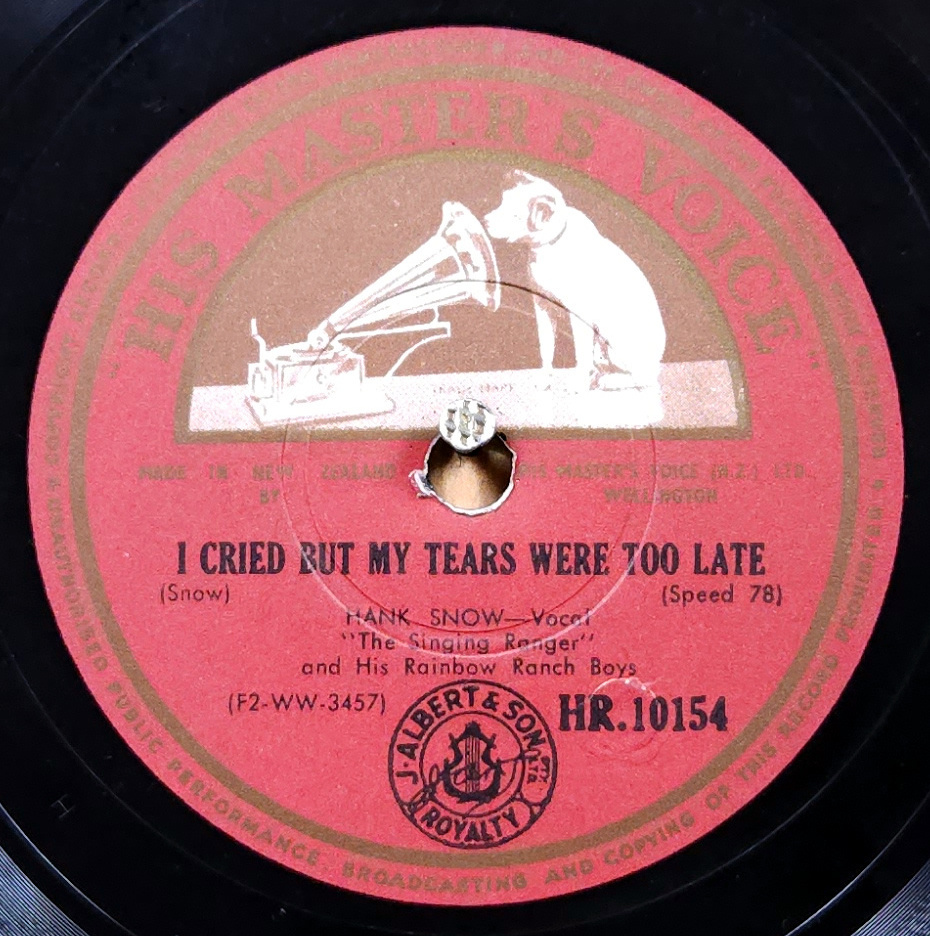 "HIS MASTER'S VOICE"
TRADE MARK
MADE IN NEW ZEALAND HIS MASTER'S VOICE (N.Z.) LTD.
BY WELLINGTON
I CRIED BUT MY TEARS WERE TOO LATE
(Snow) (Speed 78)
HANK SNOW—Vocal
"The Singing Ranger"
and His Rainbow Ranch Boys
(F2-WW-3457) HR.10154
J. ALBERT & SON PTY. LTD.
ROYALTY
UNAUTHORISED PUBLIC PERFORMANCE BROADCASTING AND COPYING OF THIS RECORD PROHIBITED